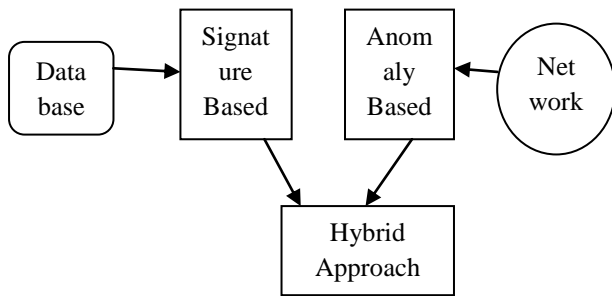 Data
base
Signat
ure
Based
Anom
aly
Based
Net
work
Hybrid
Approach